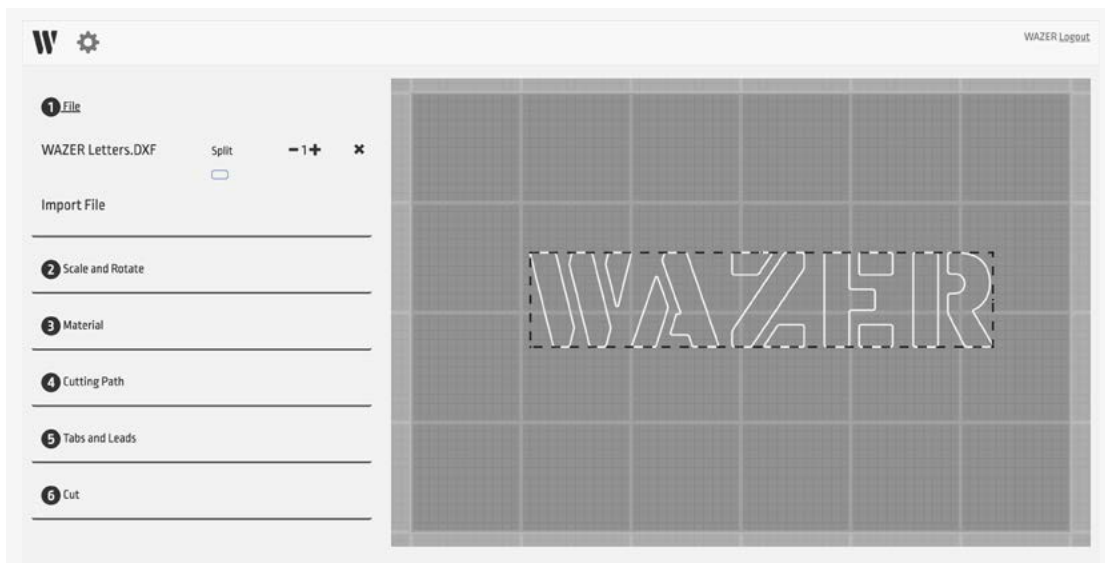 W
WAZER Logout
1 File
WAZER Letters.DXF Split 1
Import File
2 Scale and Rotate
3 Material
4 Cutting Path
5 Tabs and Leads
6 Cut
WAZER